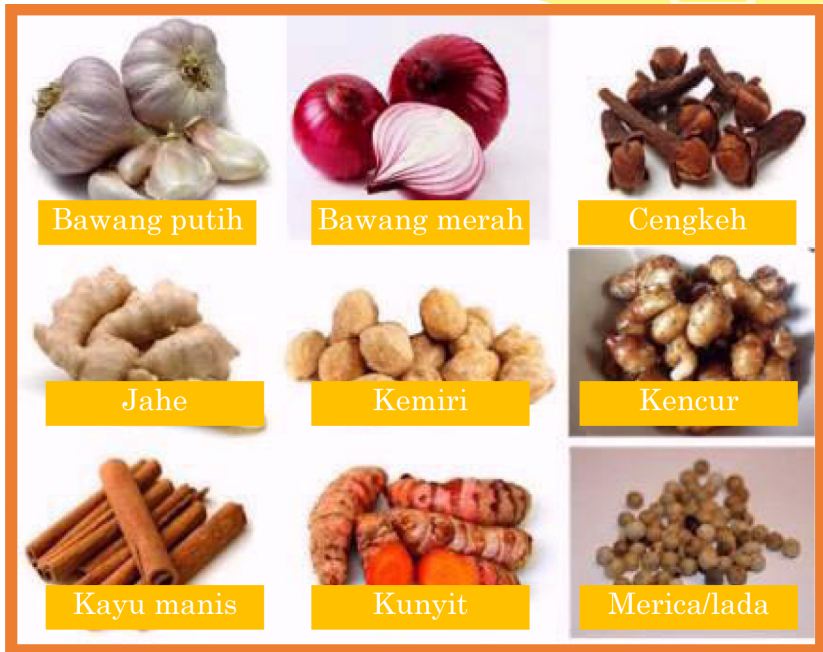 Bawang putih
Bawang merah
Cengkeh
Jahe
Kemiri
Kencur
Kayu manis
Kunyit
Merica/lada